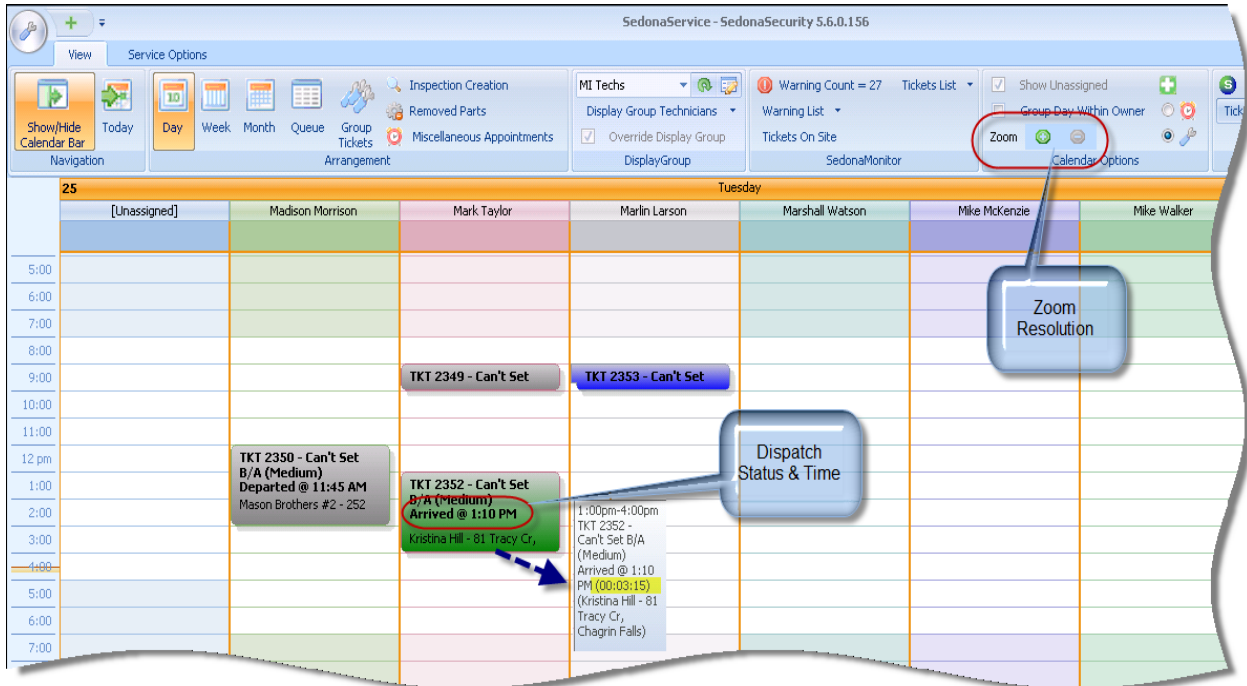 SedonaService - SedonaSecurity 5.6.0.156
View Service Options
Show/Hide
Calendar Bar
Today
Navigation
10
Day
Week
Month
Queue
Group
Tickets
Inspection Creation
Removed Parts
Miscellaneous Appointments
Arrangement
MI Techs
Display Group Technicians
Override Display Group
DisplayGroup
Warning Count = 27 Tickets List
Warning List
Tickets On Site
SedonaMonitor
Show Unassigned
Group Day Within Owner
Zoom
Calendar Options
S
25 Tuesday
[Unassigned] Madison Morrison Mark Taylor Marlin Larson Marshall Watson Mike McKenzie Mike Walker
5:00
6:00
7:00
8:00
9:00
10:00
11:00
12 pm
1:00
2:00
3:00
4:00
5:00
6:00
7:00
TKT 2349 - Can't Set
TKT 2353 - Can't Set
TKT 2350 - Can't Set
B/A (Medium)
Departed @ 11:45 AM
Mason Brothers #2 - 252
TKT 2352 - Can't Set
B/A (Medium)
Arrived @ 1:10 PM
Kristina Hill - 81 Tracy Cr,
1:00pm-4:00pm
TKT 2352 -
Can't Set B/A
(Medium)
Arrived @ 1:10
PM (00:03:15)
(Kristina Hill - 81
Tracy Cr,
Chagrin Falls)
Dispatch
Status & Time
Zoom
Resolution